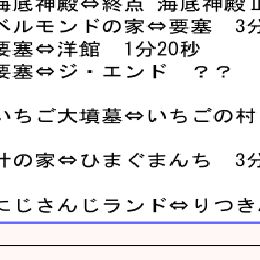 海底神殿⇔終点 海底神殿
ベルモンドの家⇔要塞 3分
要塞⇔洋館 1分20秒
要塞⇔ジ・エンド ？？
いちご大墳墓⇔いちごの村
叶の家⇔ひまぐまんち 3分
にじさんじランド⇔りつき